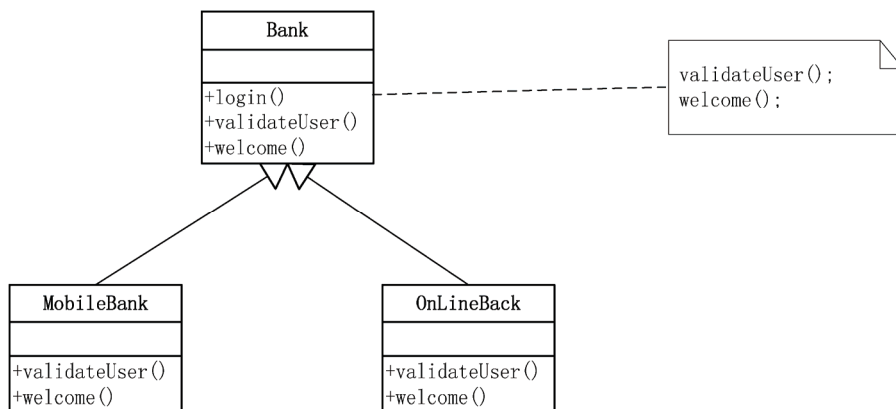 Bank
+login()
+validateUser()
+welcome()
validateUser();
welcome();
MobileBank
+validateUser()
+welcome()
OnLineBack
+validateUser()
+welcome()